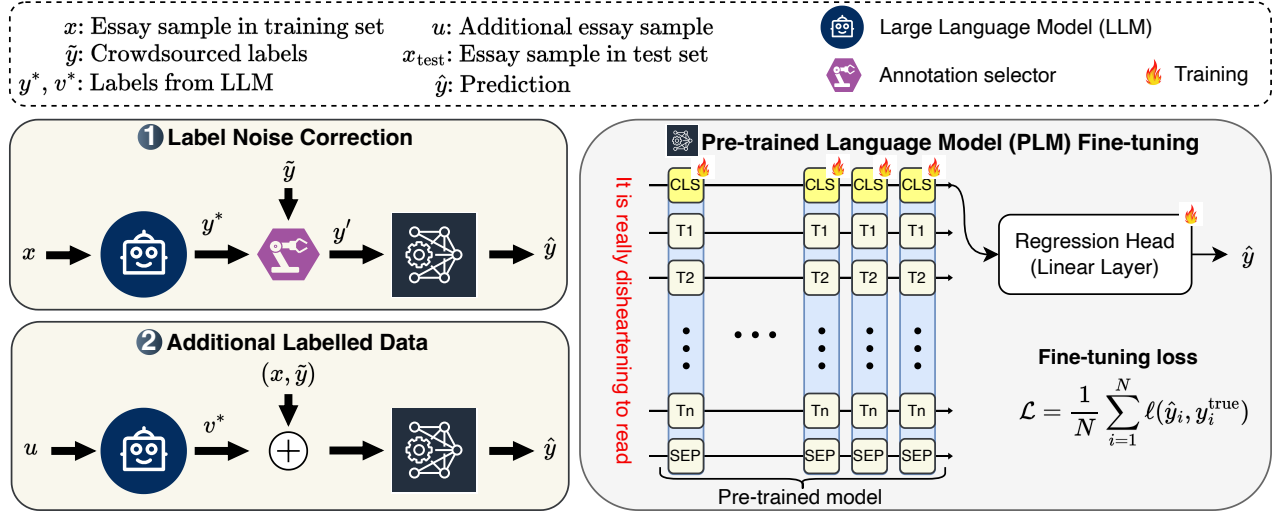 x: Essay sample in training set
ỹ: Crowdsourced labels
y*, v*: Labels from LLM
u: Additional essay sample
x_test: Essay sample in test set
ŷ: Prediction
Large Language Model (LLM)
Annotation selector
Training
1 Label Noise Correction
ỹ
x
y*
y′
ŷ
2 Additional Labelled Data
(x, ỹ)
u
v*
+
ŷ
Pre-trained Language Model (PLM) Fine-tuning
It is really disheartening to read
CLS CLS CLS CLS
T1 T1 T1 T1
T2 T2 T2 T2
Tn Tn Tn Tn
SEP SEP SEP SEP
Pre-trained model
Regression Head
(Linear Layer)
ŷ
Fine-tuning loss
ℒ = 1/N ∑_{i=1}^{N} ℓ(ŷ_i, y_i^true)